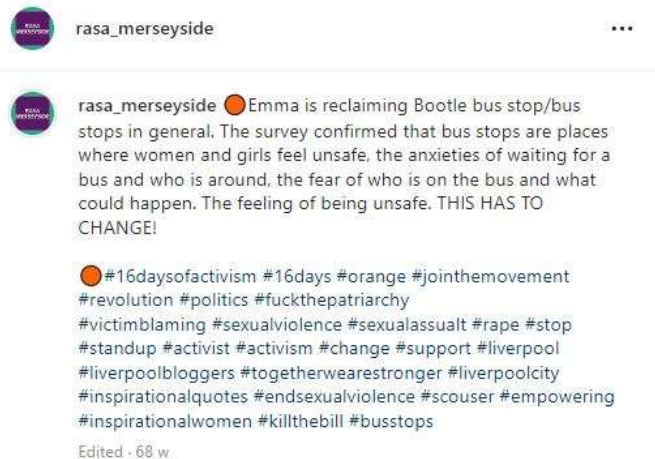 rasa_merseyside
rasa_merseyside 🟠Emma is reclaiming Bootle bus stop/bus
stops in general. The survey confirmed that bus stops are places
where women and girls feel unsafe, the anxieties of waiting for a
bus and who is around, the fear of who is on the bus and what
could happen. The feeling of being unsafe. THIS HAS TO
CHANGE!
🟠#16daysofactivism #16days #orange #jointhemovement
#revolution #politics #fuckthepatriarchy
#victimblaming #sexualviolence #sexualassualt #rape #stop
#standup #activist #activism #change #support #liverpool
#liverpoolbloggers #togetherwearestronger #liverpoolcity
#inspirationalquotes #endsexualviolence #scouser #empowering
#inspirationalwomen #killthebill #busstops
Edited · 68 w